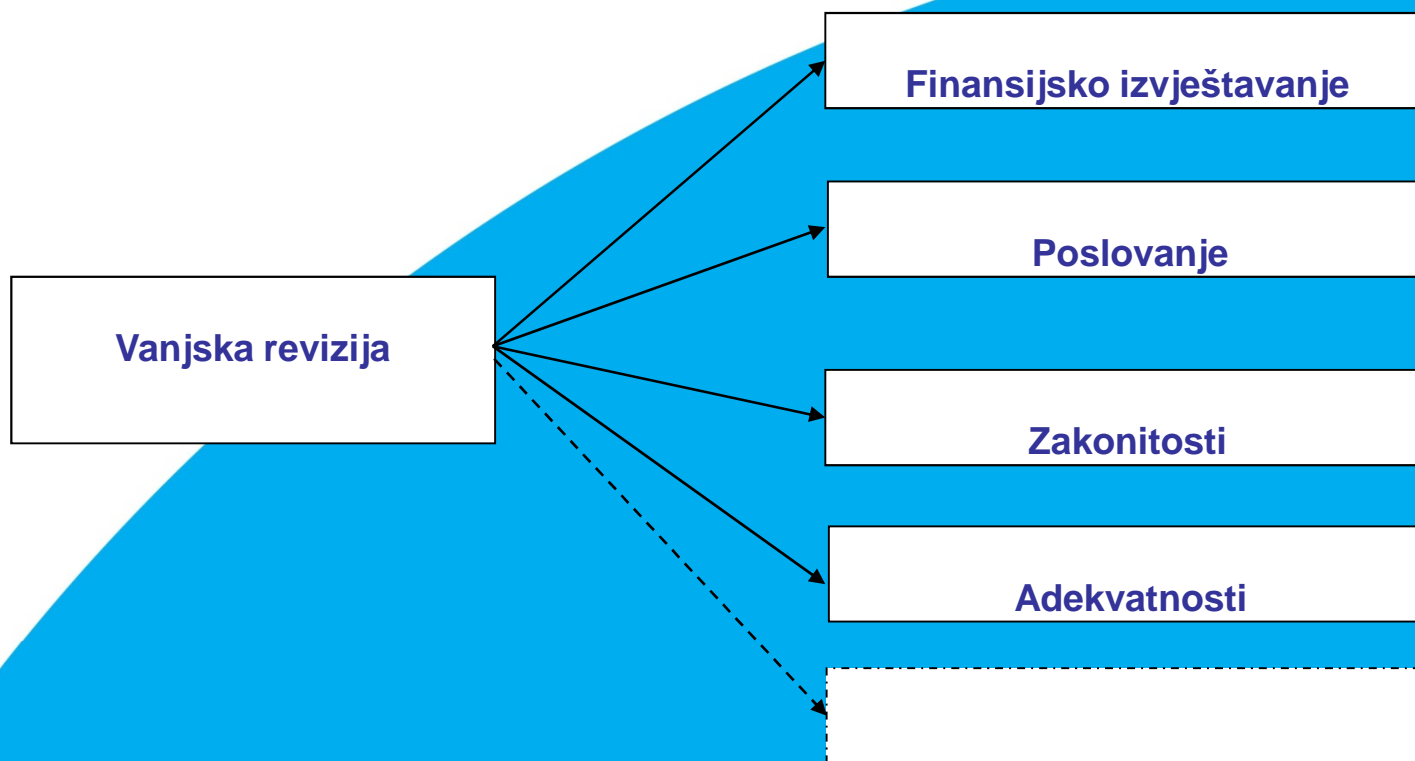 Finansijsko izvještavanje
Poslovanje
Vanjska revizija
Zakonitosti
Adekvatnosti